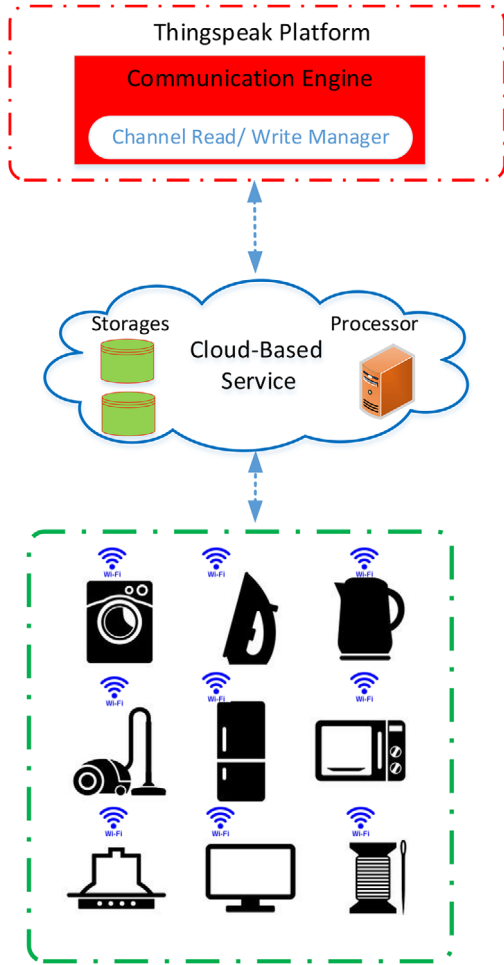 Thingspeak Platform
Communication Engine
Channel Read/ Write Manager
Storages
Processor
Cloud-Based
Service
Wi-Fi
Wi-Fi
Wi-Fi
Wi-Fi
Wi-Fi
Wi-Fi
Wi-Fi
Wi-Fi
Wi-Fi